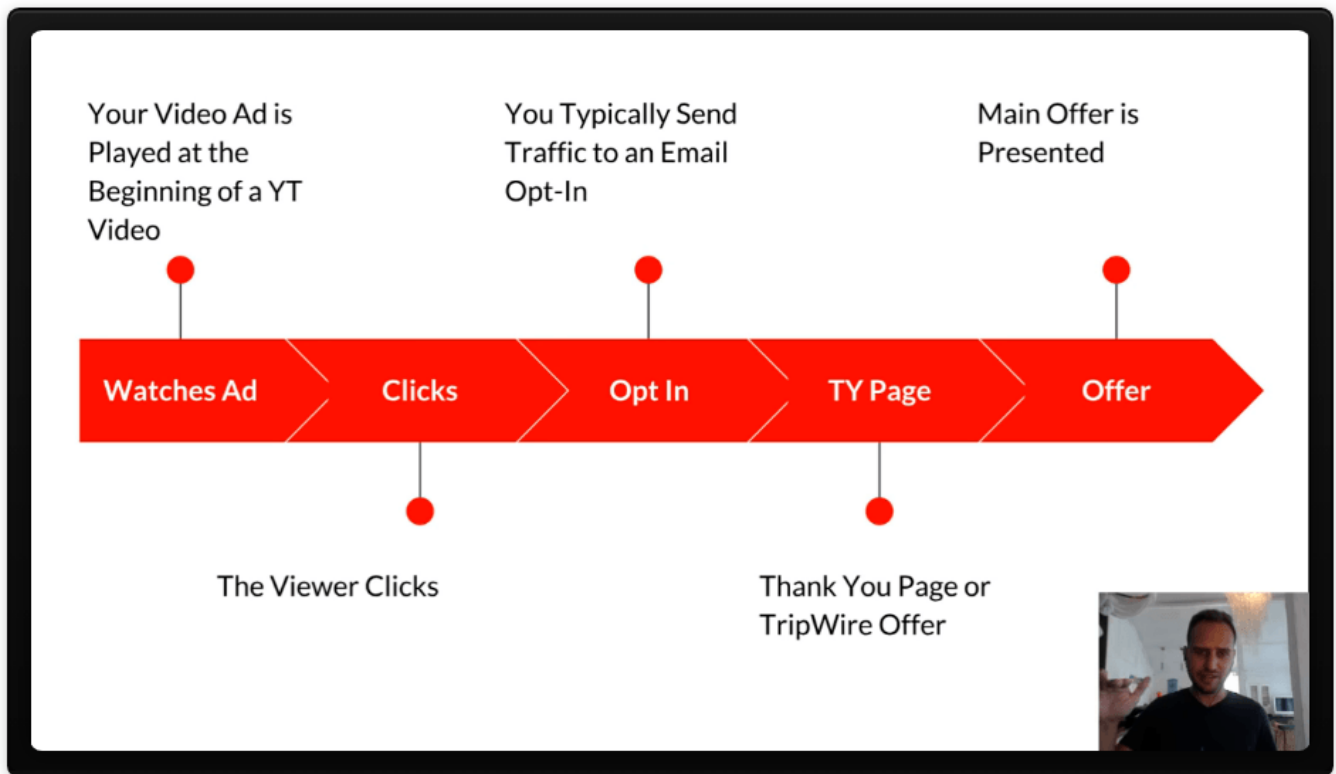 Your Video Ad is
Played at the
Beginning of a YT
Video
You Typically Send
Traffic to an Email
Opt-In
Main Offer is
Presented
Watches Ad
Clicks
Opt In
TY Page
Offer
The Viewer Clicks
Thank You Page or
TripWire Offer